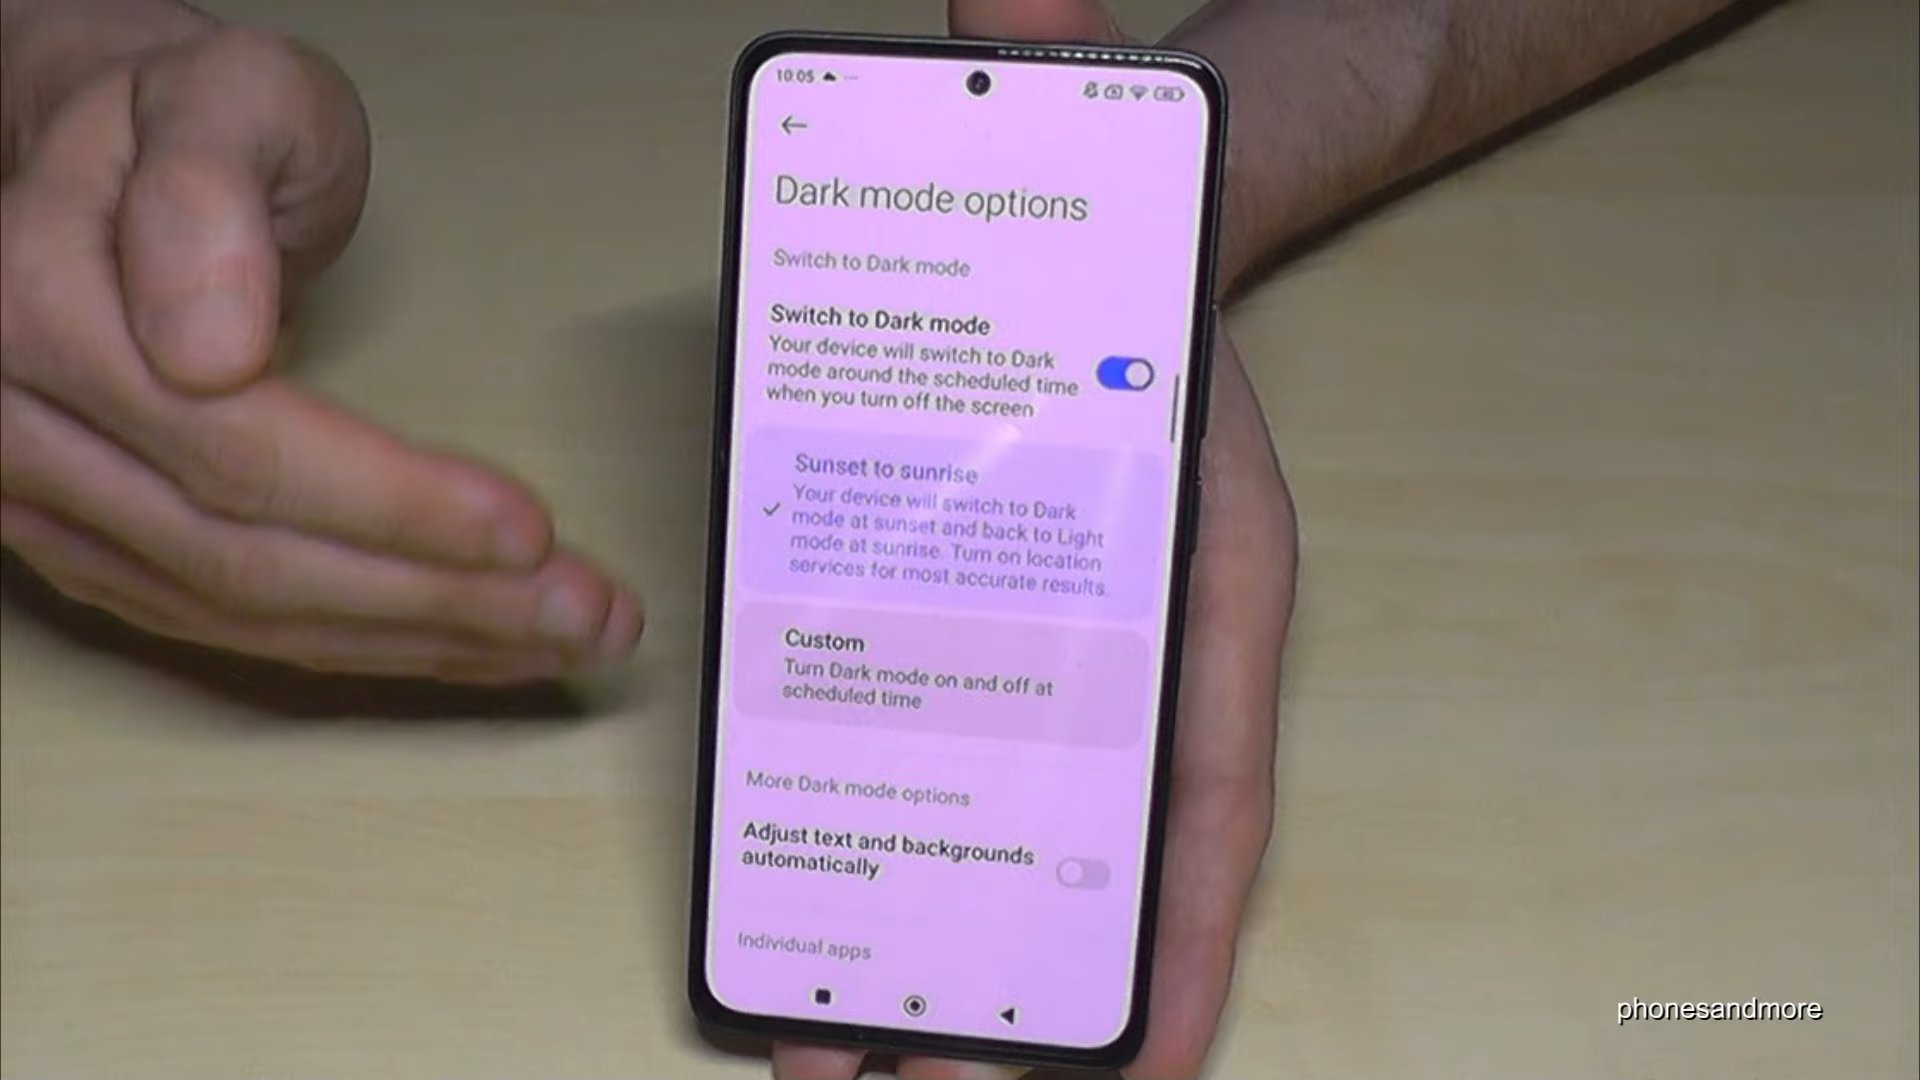 10:05
Dark mode options
Switch to Dark mode
Switch to Dark mode
Your device will switch to Dark
mode around the scheduled time
when you turn off the screen
Sunset to sunrise
Your device will switch to Dark
mode at sunset and back to Light
mode at sunrise. Turn on location
services for most accurate results.
Custom
Turn Dark mode on and off at
scheduled time
More Dark mode options
Adjust text and backgrounds
automatically
Individual apps
phonesandmore